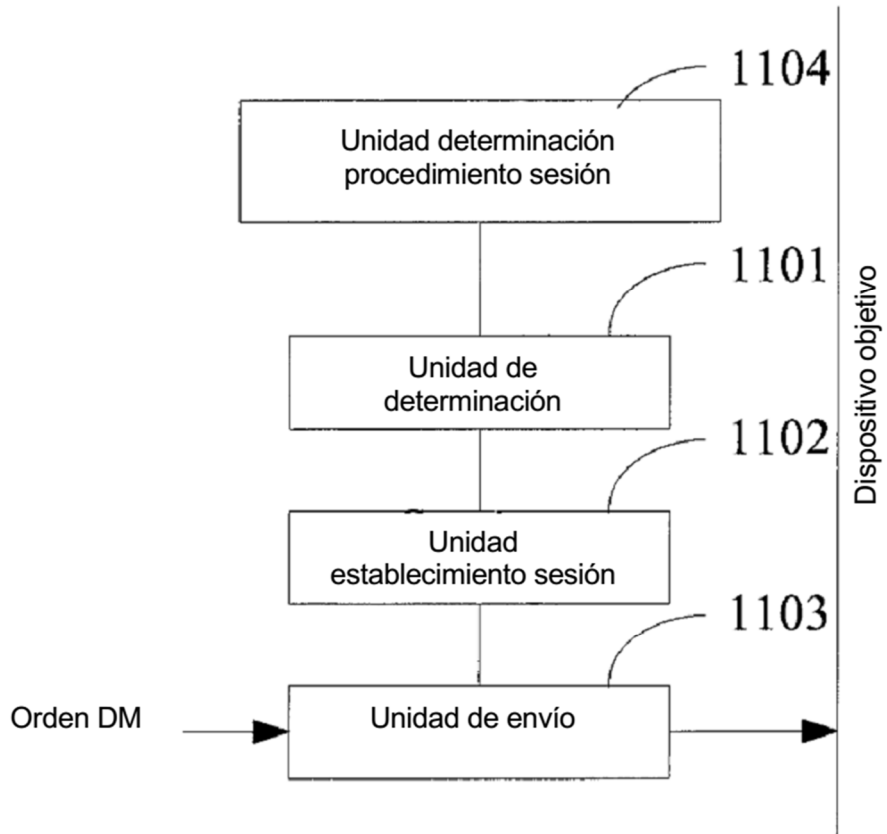 1104
Unidad determinación
procedimiento sesión
1101
Unidad de
determinación
1102
Unidad
establecimiento sesión
1103
Orden DM
Unidad de envío
Dispositivo objetivo